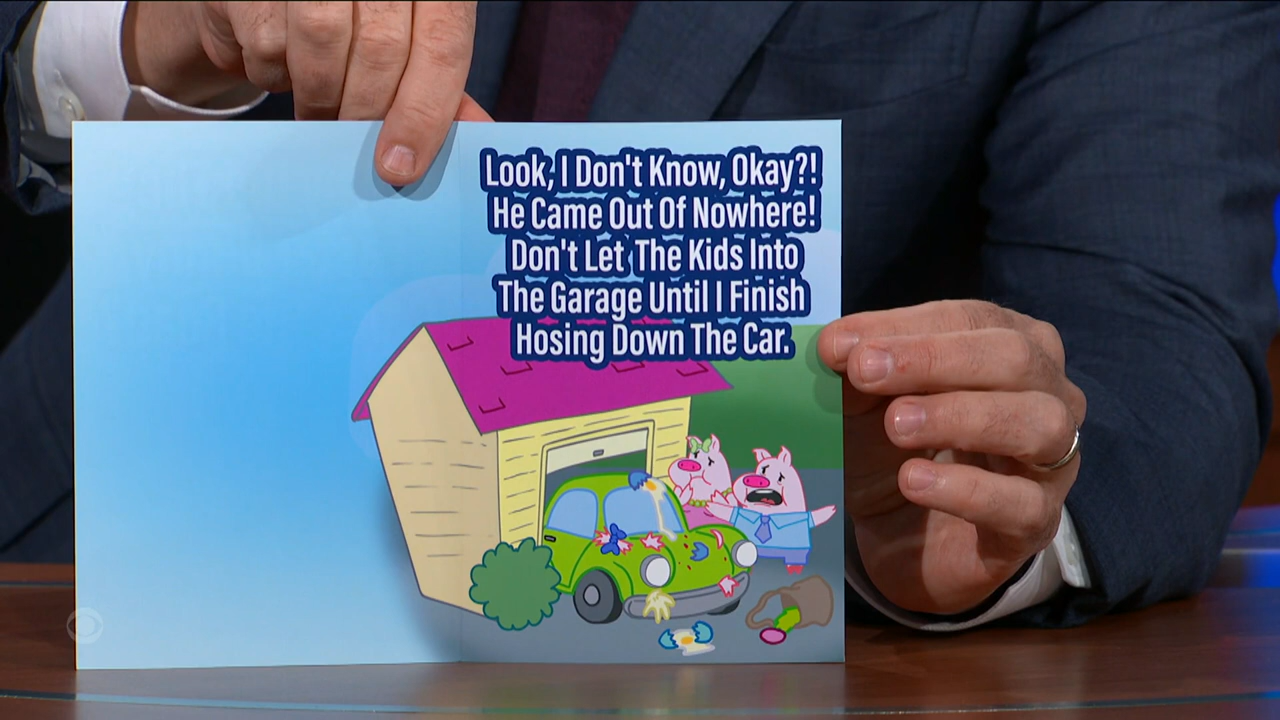 Look, I Don't Know, Okay?!
He Came Out Of Nowhere!
Don't Let The Kids Into
The Garage Until I Finish
Hosing Down The Car.